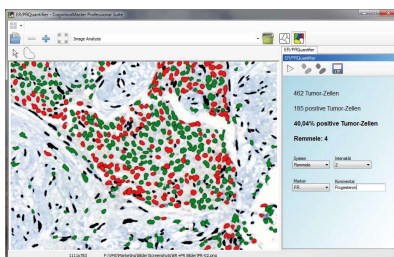 ER/PRQuantifier - CognitionMaster Professional Suite
Image Analysis
ER/PRQuantifier
ER/PRQuantifier
462 Tumor-Zellen
185 positive Tumor-Zellen
40,04% positive Tumor-Zellen
Remmele: 4
System
Intensität
Remmele
2
Marker
Kommentar
PR
Progesteron
1111x782